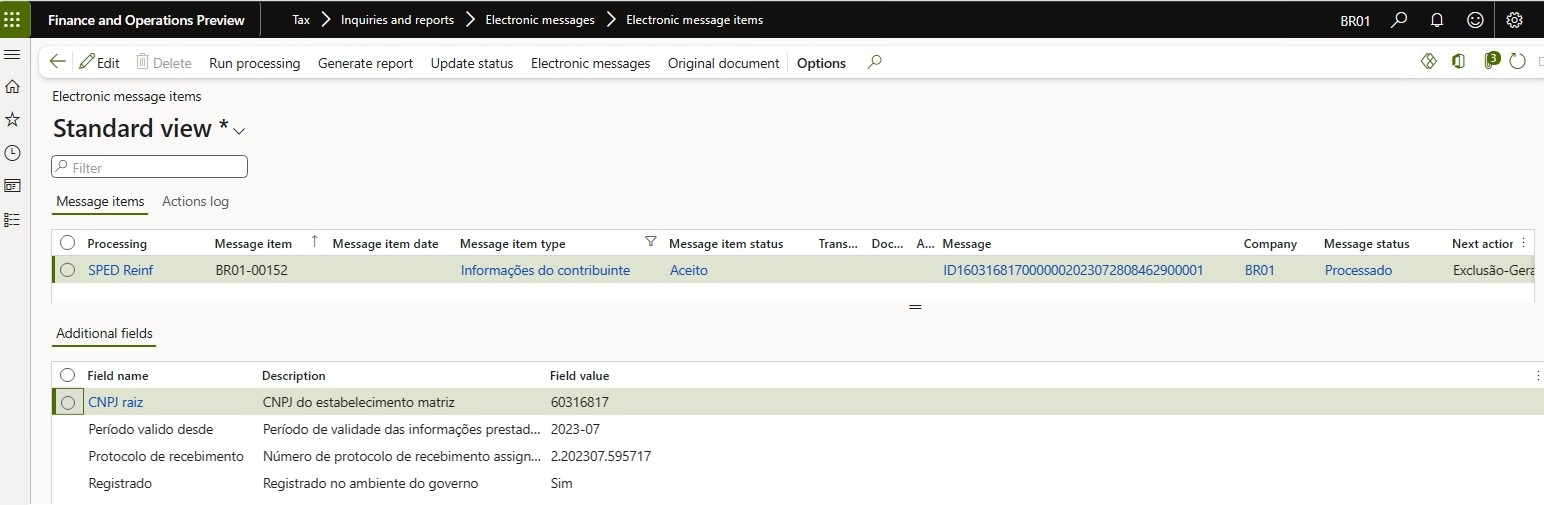 Finance and Operations Preview Tax Inquiries and reports Electronic messages Electronic message items BR01
Edit Delete Run processing Generate report Update status Electronic messages Original document Options 3
Electronic message items
Standard view *
Filter
Message items Actions log
Processing Message item Message item date Message item type Message item status Trans... Doc... A... Message Company Message status Next action
SPED Reinf BR01-00152 Informações do contribuinte Aceito ID1603168170000002023072808462900001 BR01 Processado Exclusão-Gera
Additional fields
Field name Description Field value
CNPJ raiz CNPJ do estabelecimento matriz 60316817
Período valido desde Período de validade das informações prestad... 2023-07
Protocolo de recebimento Número de protocolo de recebimento assign... 2.202307.595717
Registrado Registrado no ambiente do governo Sim